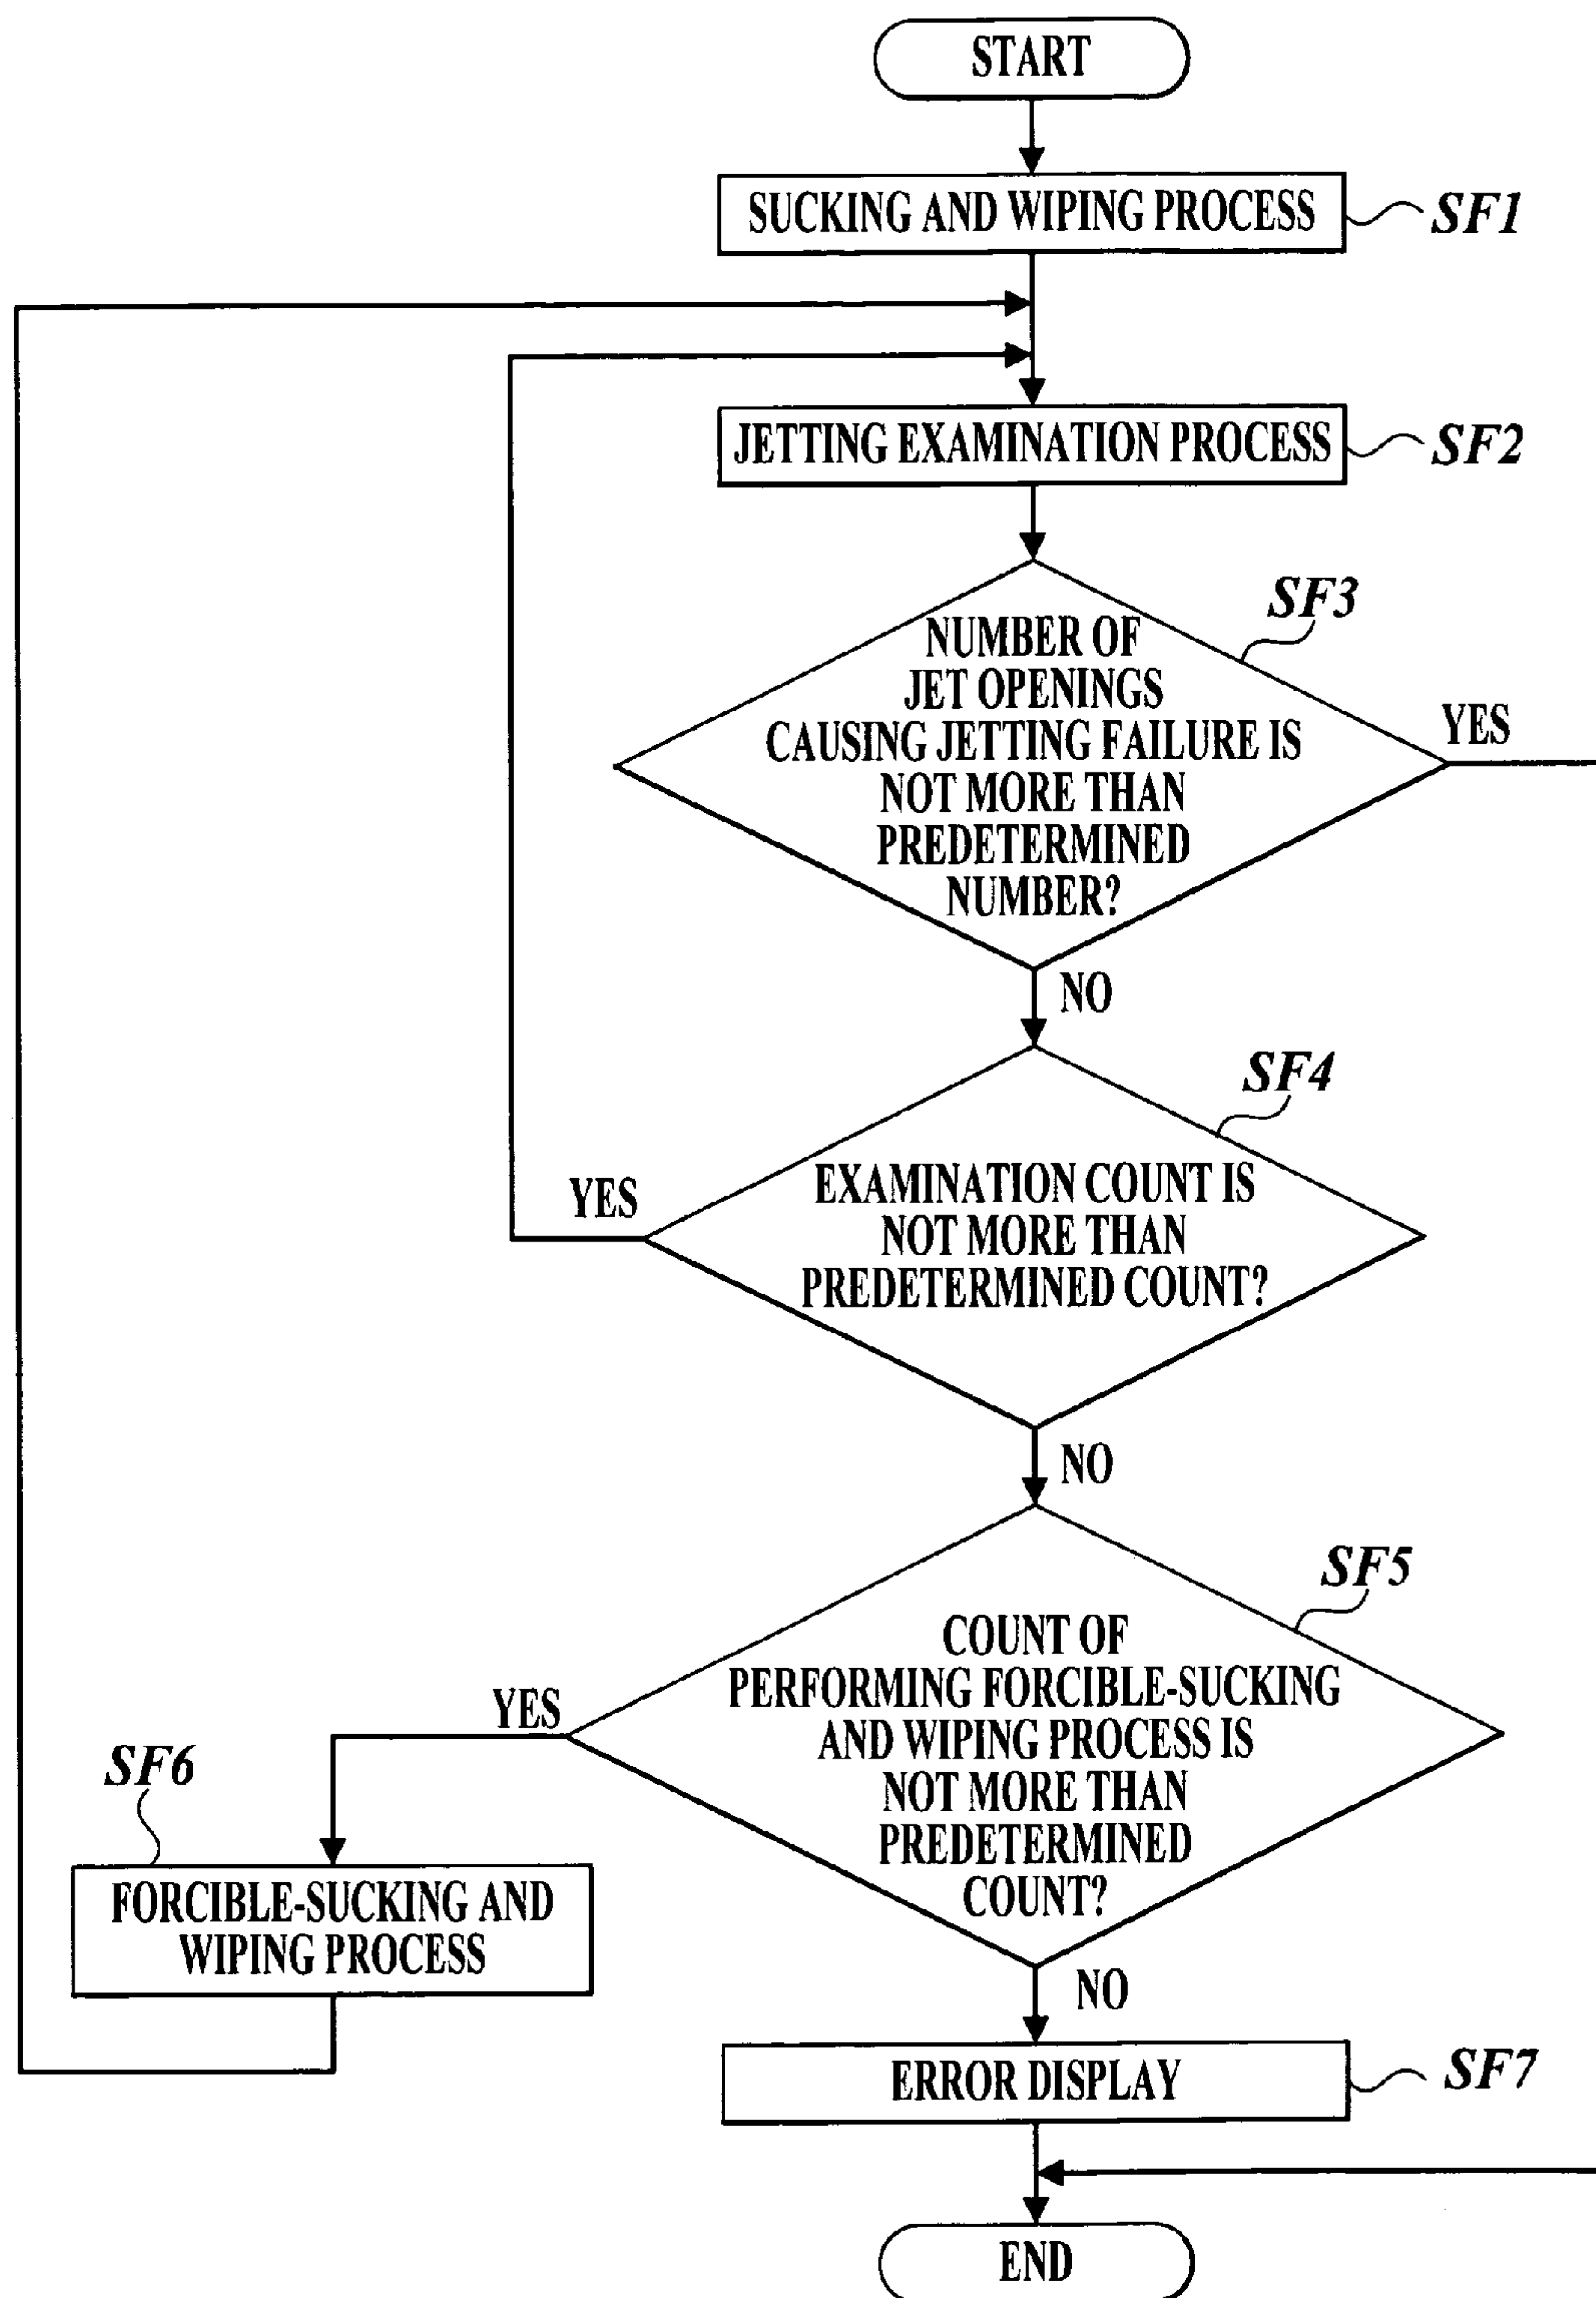 START
SUCKING AND WIPING PROCESS
SF1
JETTING EXAMINATION PROCESS
SF2
SF3
NUMBER OF
JET OPENINGS
CAUSING JETTING FAILURE IS
NOT MORE THAN
PREDETERMINED
NUMBER?
YES
NO
SF4
EXAMINATION COUNT IS
NOT MORE THAN
PREDETERMINED COUNT?
YES
NO
SF5
COUNT OF
PERFORMING FORCIBLE-SUCKING
AND WIPING PROCESS IS
NOT MORE THAN
PREDETERMINED
COUNT?
YES
SF6
FORCIBLE-SUCKING AND
WIPING PROCESS
NO
ERROR DISPLAY
SF7
END